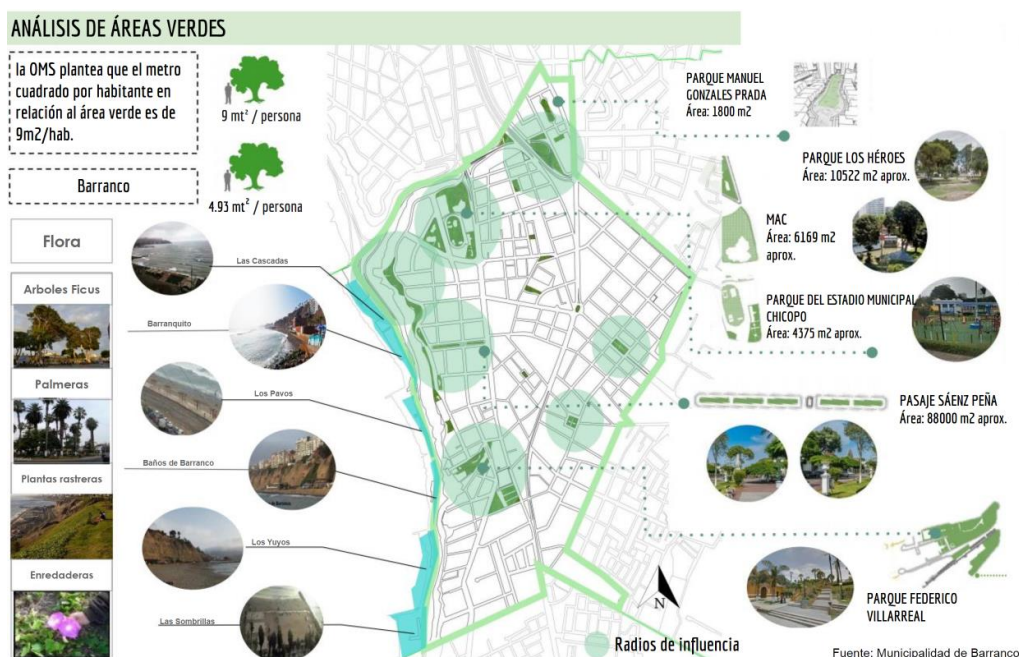 ANÁLISIS DE ÁREAS VERDES
la OMS plantea que el metro
cuadrado por habitante en
relación al área verde es de
9m2/hab.
9 mt² / persona
Barranco
4.93 mt² / persona
Flora
Arboles Ficus
Palmeras
Plantas rastreras
Enredaderas
Las Cascadas
Barranquito
Los Pavos
Baños de Barranco
Los Yuyos
Las Sombrillas
PARQUE MANUEL
GONZALES PRADA
Área: 1800 m2
PARQUE LOS HÉROES
Área: 10522 m2 aprox.
MAC
Área: 6169 m2
aprox.
PARQUE DEL ESTADIO MUNICIPAL
CHICOPO
Área: 4375 m2 aprox.
PASAJE SÁENZ PEÑA
Área: 88000 m2 aprox.
PARQUE FEDERICO
VILLARREAL
N
Radios de influencia
Fuente: Municipalidad de Barranco